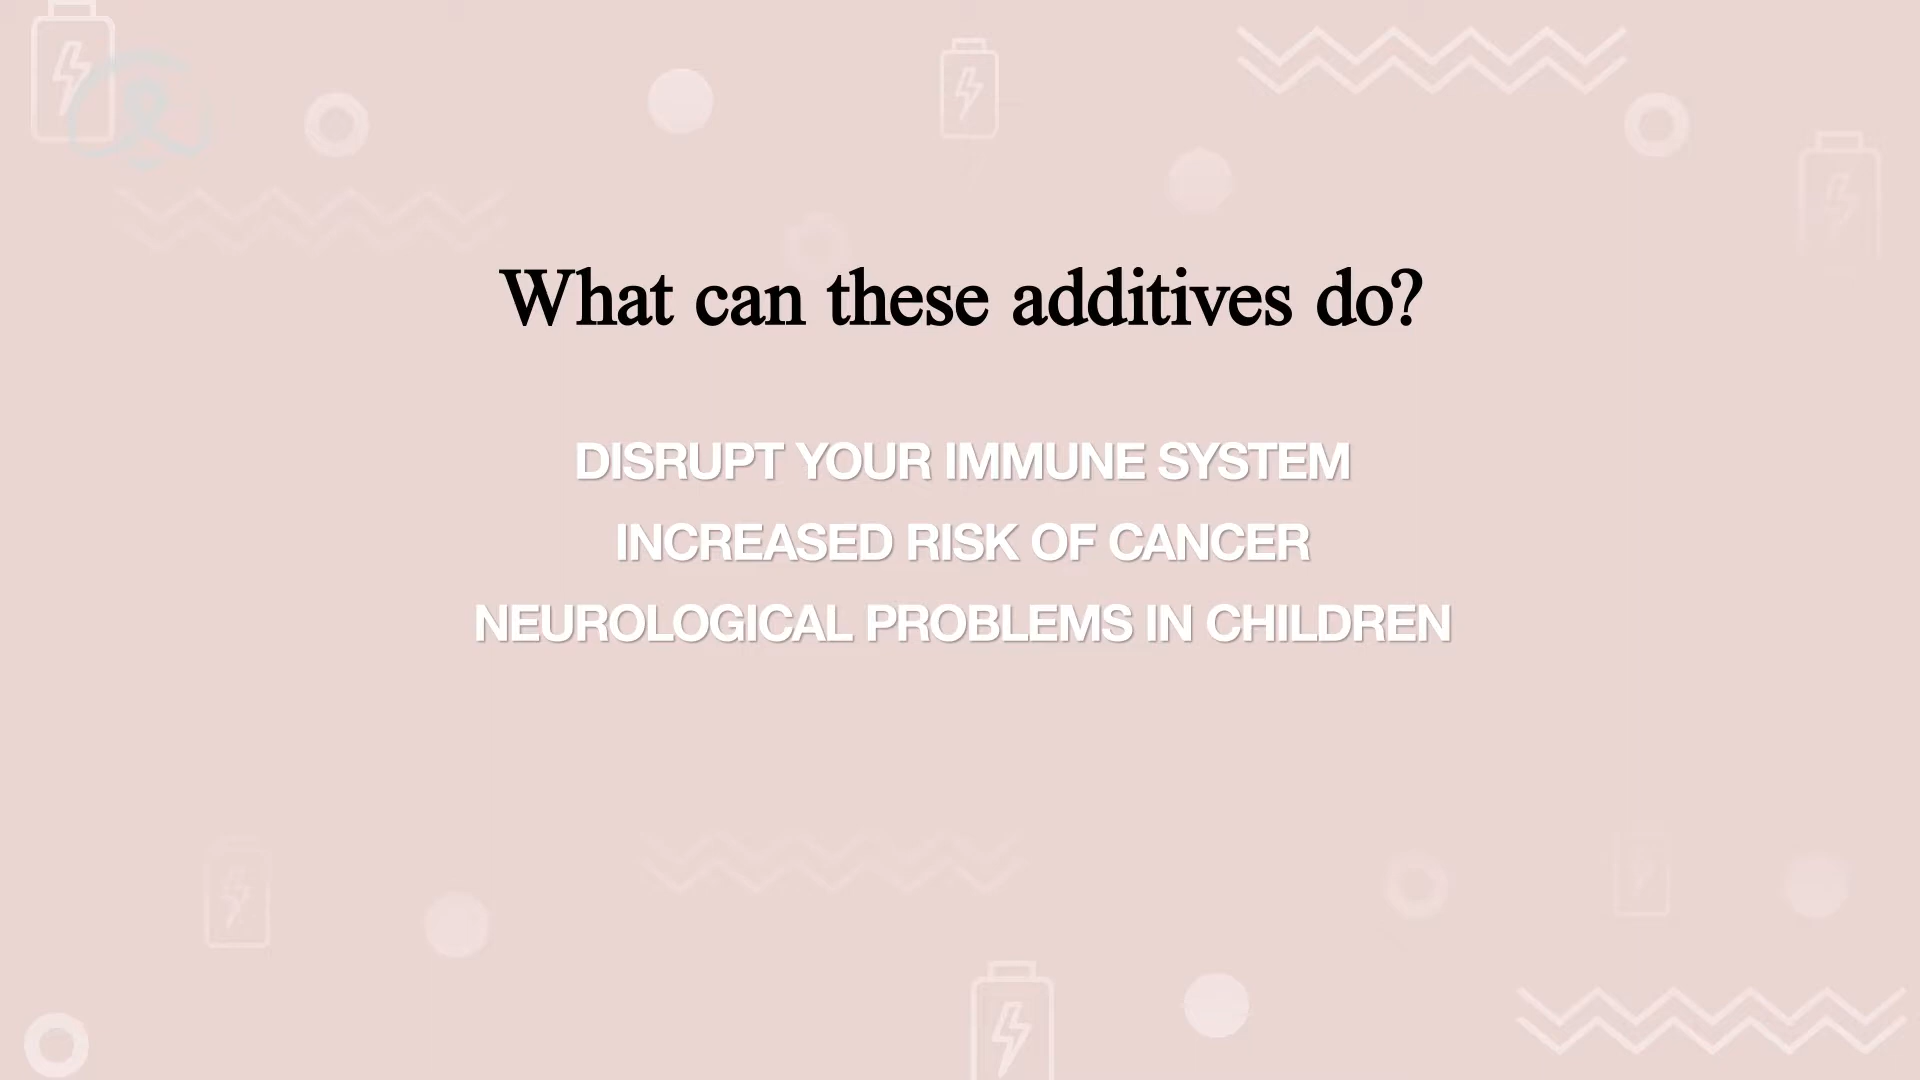 What can these additives do?
DISRUPT YOUR IMMUNE SYSTEM
INCREASED RISK OF CANCER
NEUROLOGICAL PROBLEMS IN CHILDREN